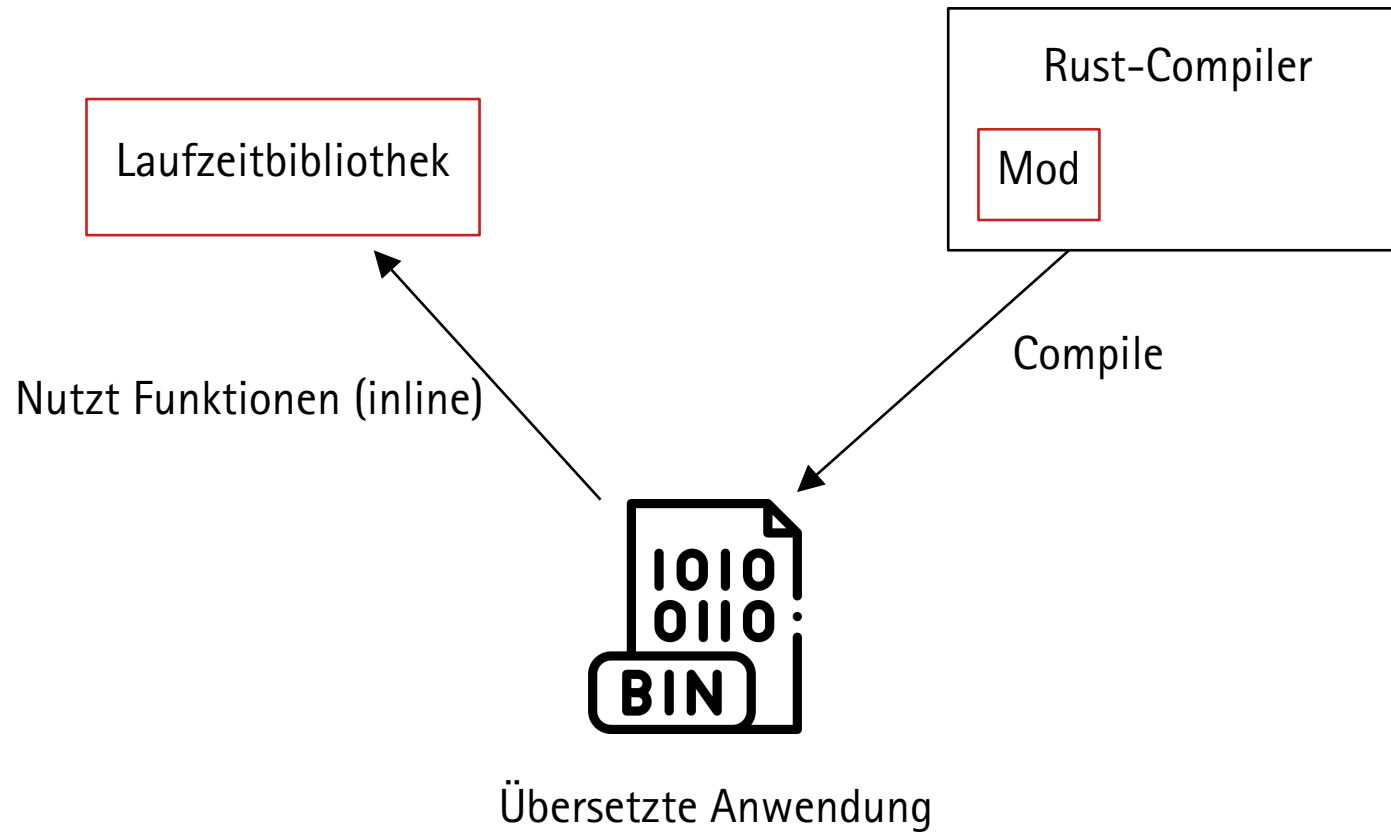 Rust-Compiler
Laufzeitbibliothek
Mod
Compile
Nutzt Funktionen (inline)
1010
0110
BIN
Übersetzte Anwendung